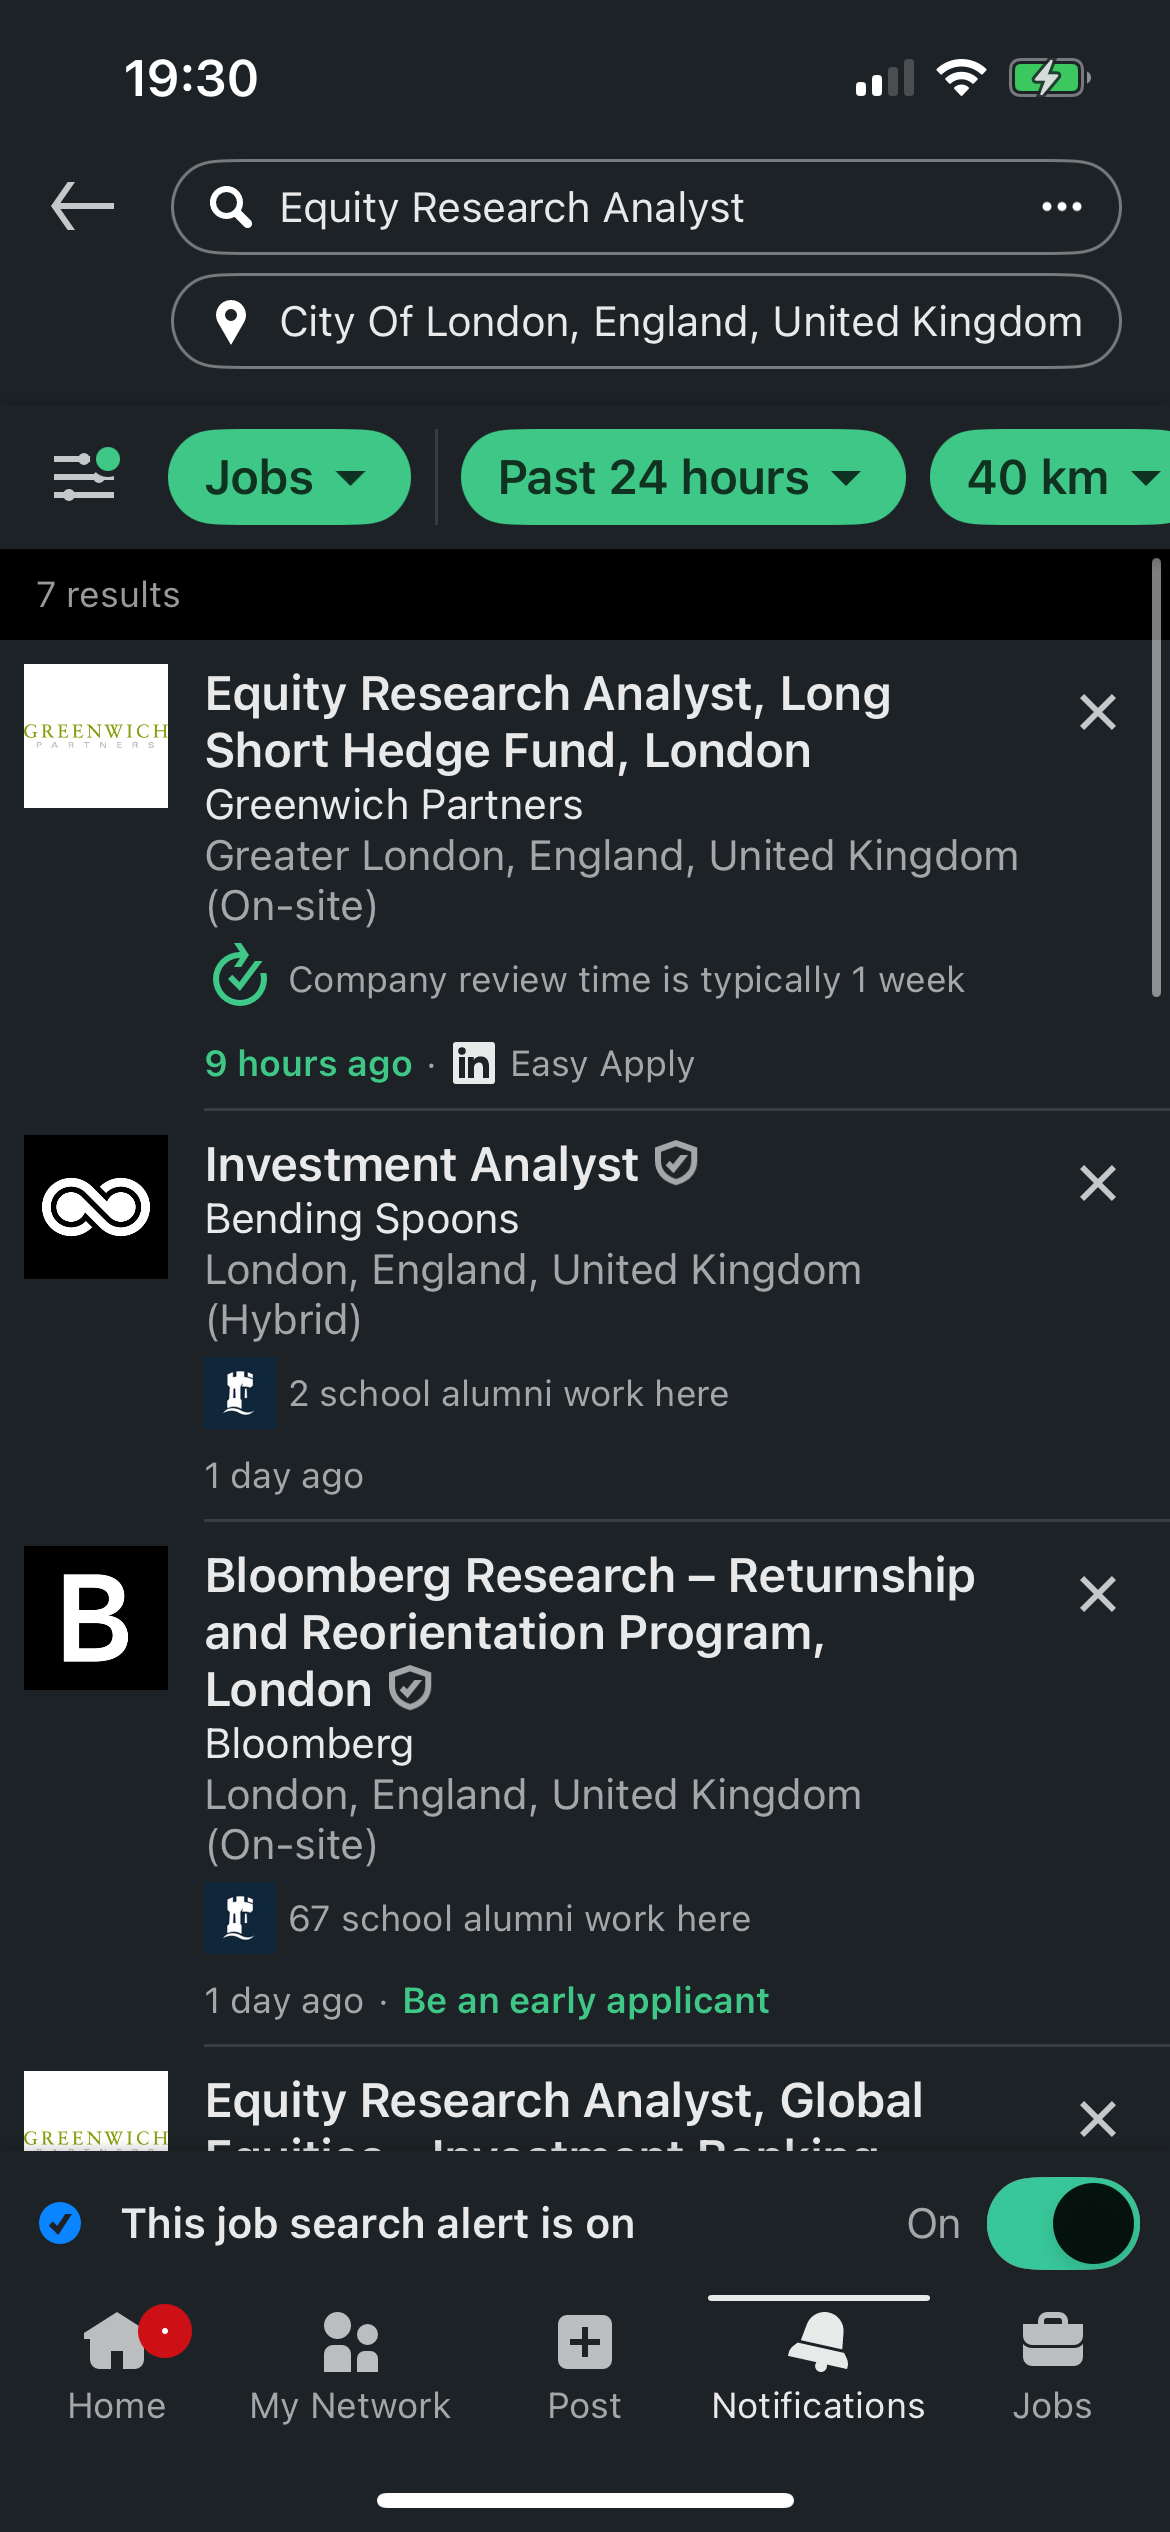 19:30
Equity Research Analyst
City Of London, England, United Kingdom
Jobs
Past 24 hours
40 km
7 results
GREENWICH
PARTNERS
Equity Research Analyst, Long
Short Hedge Fund, London
Greenwich Partners
Greater London, England, United Kingdom
(On-site)
Company review time is typically 1 week
9 hours ago · in Easy Apply
Investment Analyst
Bending Spoons
London, England, United Kingdom
(Hybrid)
2 school alumni work here
1 day ago
B
Bloomberg Research – Returnship
and Reorientation Program,
London
Bloomberg
London, England, United Kingdom
(On-site)
67 school alumni work here
1 day ago · Be an early applicant
GREENWICH
Equity Research Analyst, Global
Equities - Investment Banking
This job search alert is on
On
Home
My Network
Post
Notifications
Jobs